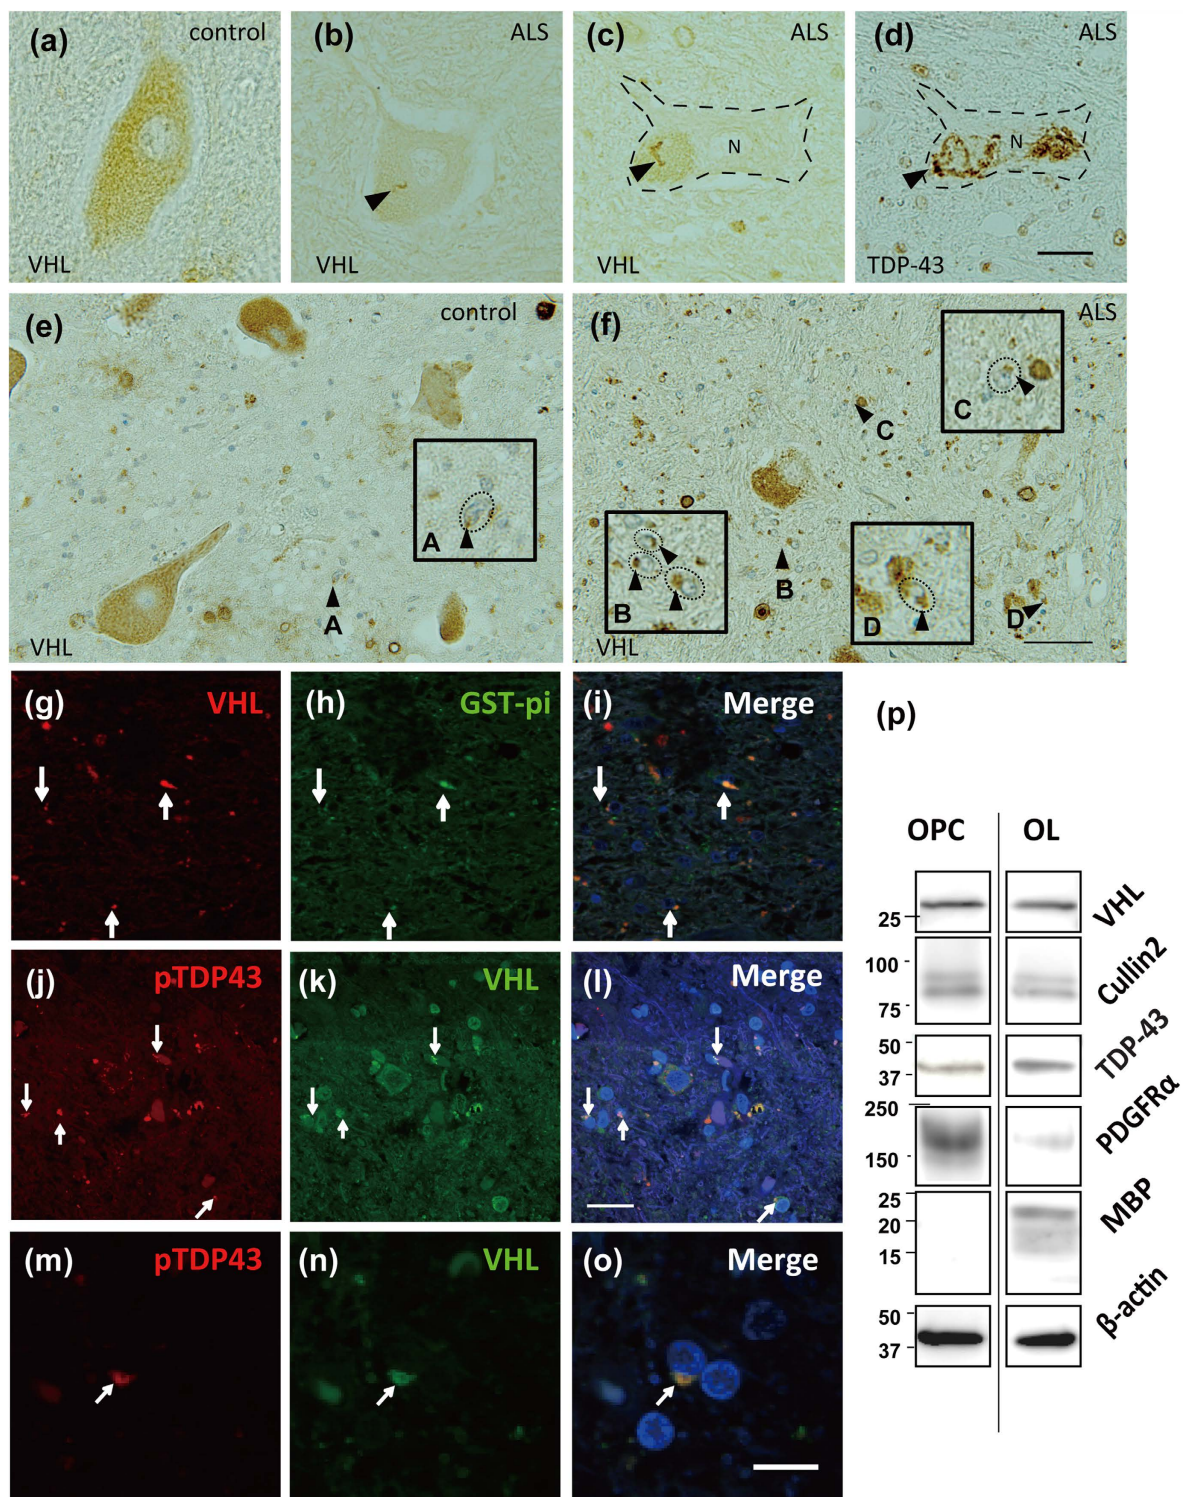 (a) control
VHL
(b) ALS
VHL
(c) ALS
N
VHL
(d) ALS
N
TDP-43
(e) control
A
A
VHL
(f) ALS
C
C
B
B
D
D
VHL
(g) VHL
(h) GST-pi
(i) Merge
(j) pTDP43
(k) VHL
(l) Merge
(m) pTDP43
(n) VHL
(o) Merge
(p)
OPC OL
25 VHL
100
75 Cullin2
50
37 TDP-43
250
150 PDGFRα
25
20
15 MBP
50
37 β-actin